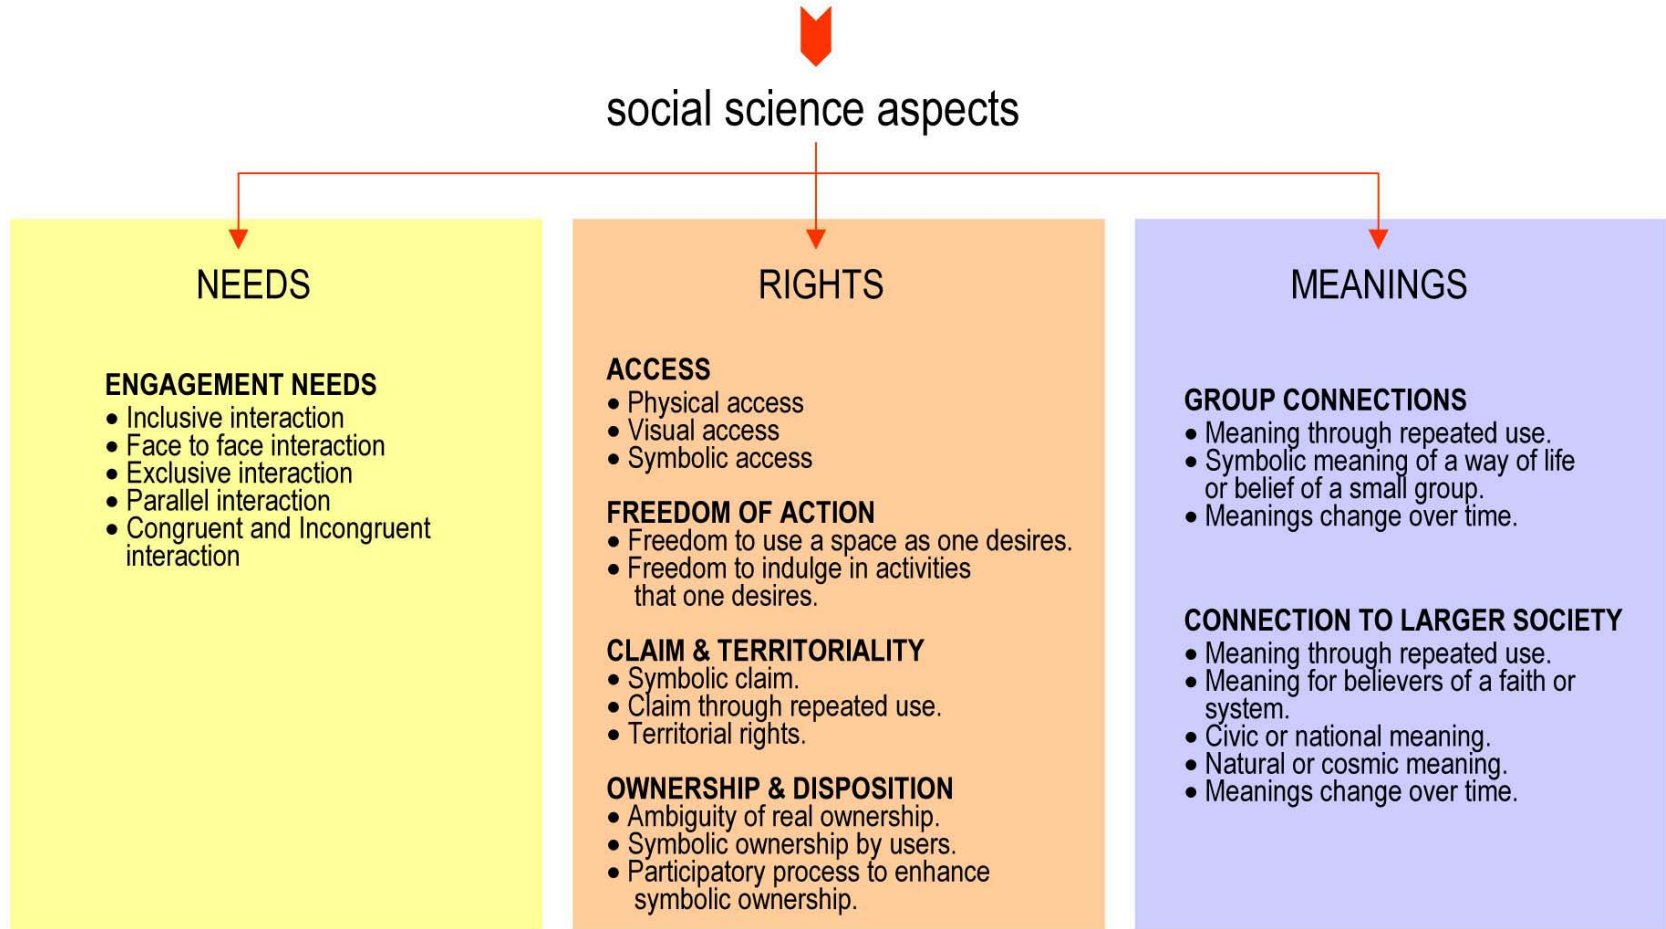 social science aspects
NEEDS
ENGAGEMENT NEEDS
• Inclusive interaction
• Face to face interaction
• Exclusive interaction
• Parallel interaction
• Congruent and Incongruent
interaction
RIGHTS
ACCESS
• Physical access
• Visual access
• Symbolic access
FREEDOM OF ACTION
• Freedom to use a space as one desires.
• Freedom to indulge in activities
that one desires.
CLAIM & TERRITORIALITY
• Symbolic claim.
• Claim through repeated use.
• Territorial rights.
OWNERSHIP & DISPOSITION
• Ambiguity of real ownership.
• Symbolic ownership by users.
• Participatory process to enhance
symbolic ownership.
MEANINGS
GROUP CONNECTIONS
• Meaning through repeated use.
• Symbolic meaning of a way of life
or belief of a small group.
• Meanings change over time.
CONNECTION TO LARGER SOCIETY
• Meaning through repeated use.
• Meaning for believers of a faith or
system.
• Civic or national meaning.
• Natural or cosmic meaning.
• Meanings change over time.